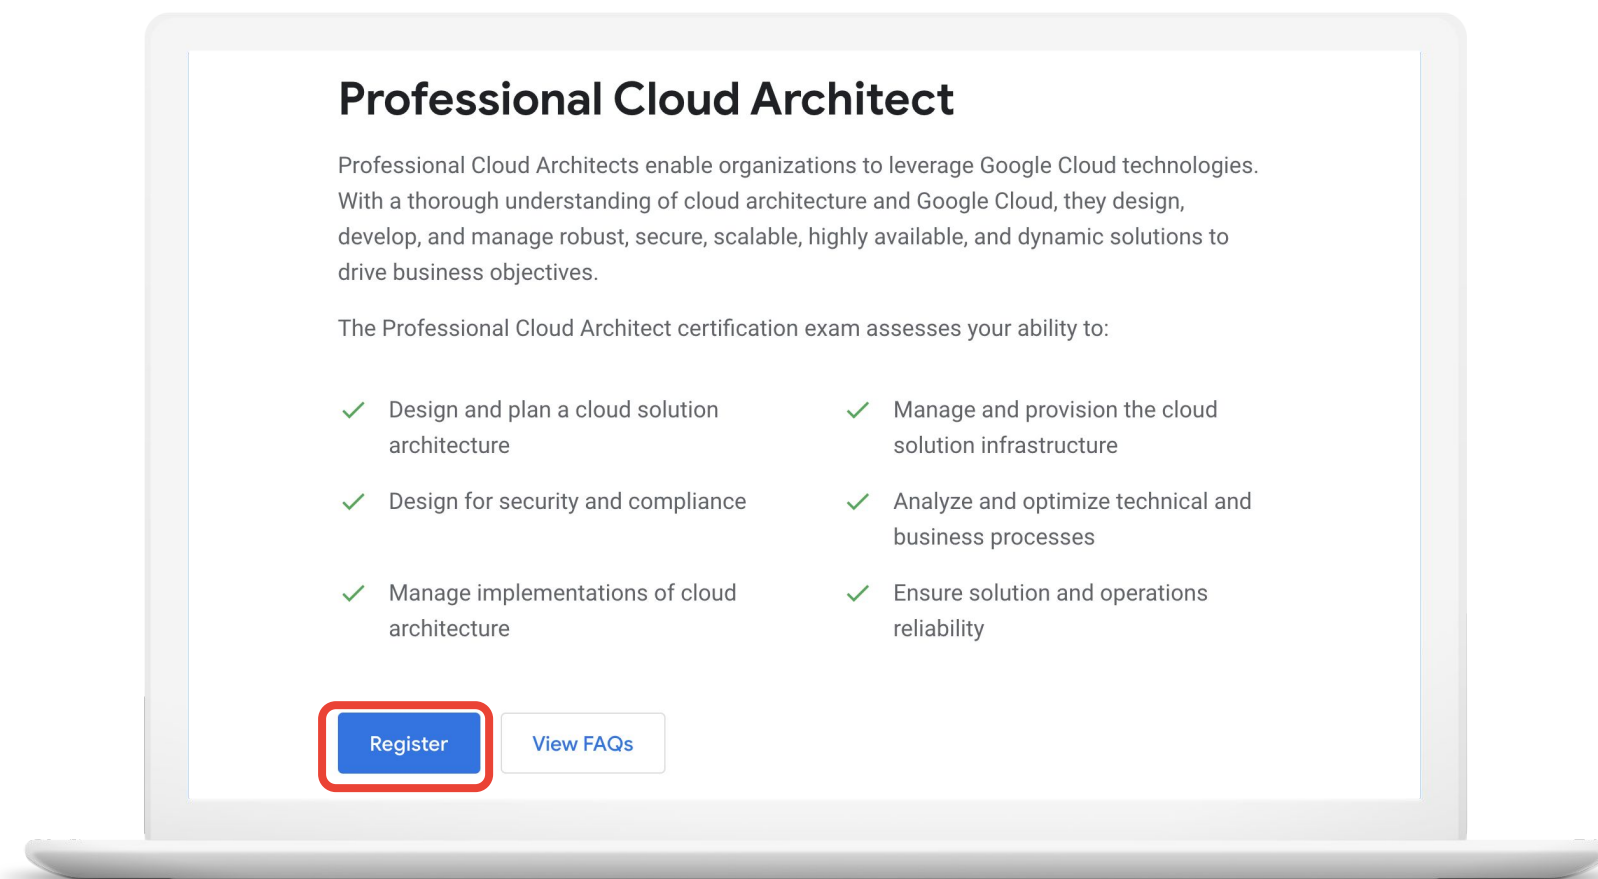 Professional Cloud Architect
Professional Cloud Architects enable organizations to leverage Google Cloud technologies.
With a thorough understanding of cloud architecture and Google Cloud, they design,
develop, and manage robust, secure, scalable, highly available, and dynamic solutions to
drive business objectives.
The Professional Cloud Architect certification exam assesses your ability to:
Design and plan a cloud solution
architecture
Manage and provision the cloud
solution infrastructure
Design for security and compliance
Analyze and optimize technical and
business processes
Manage implementations of cloud
architecture
Ensure solution and operations
reliability
Register
View FAQs